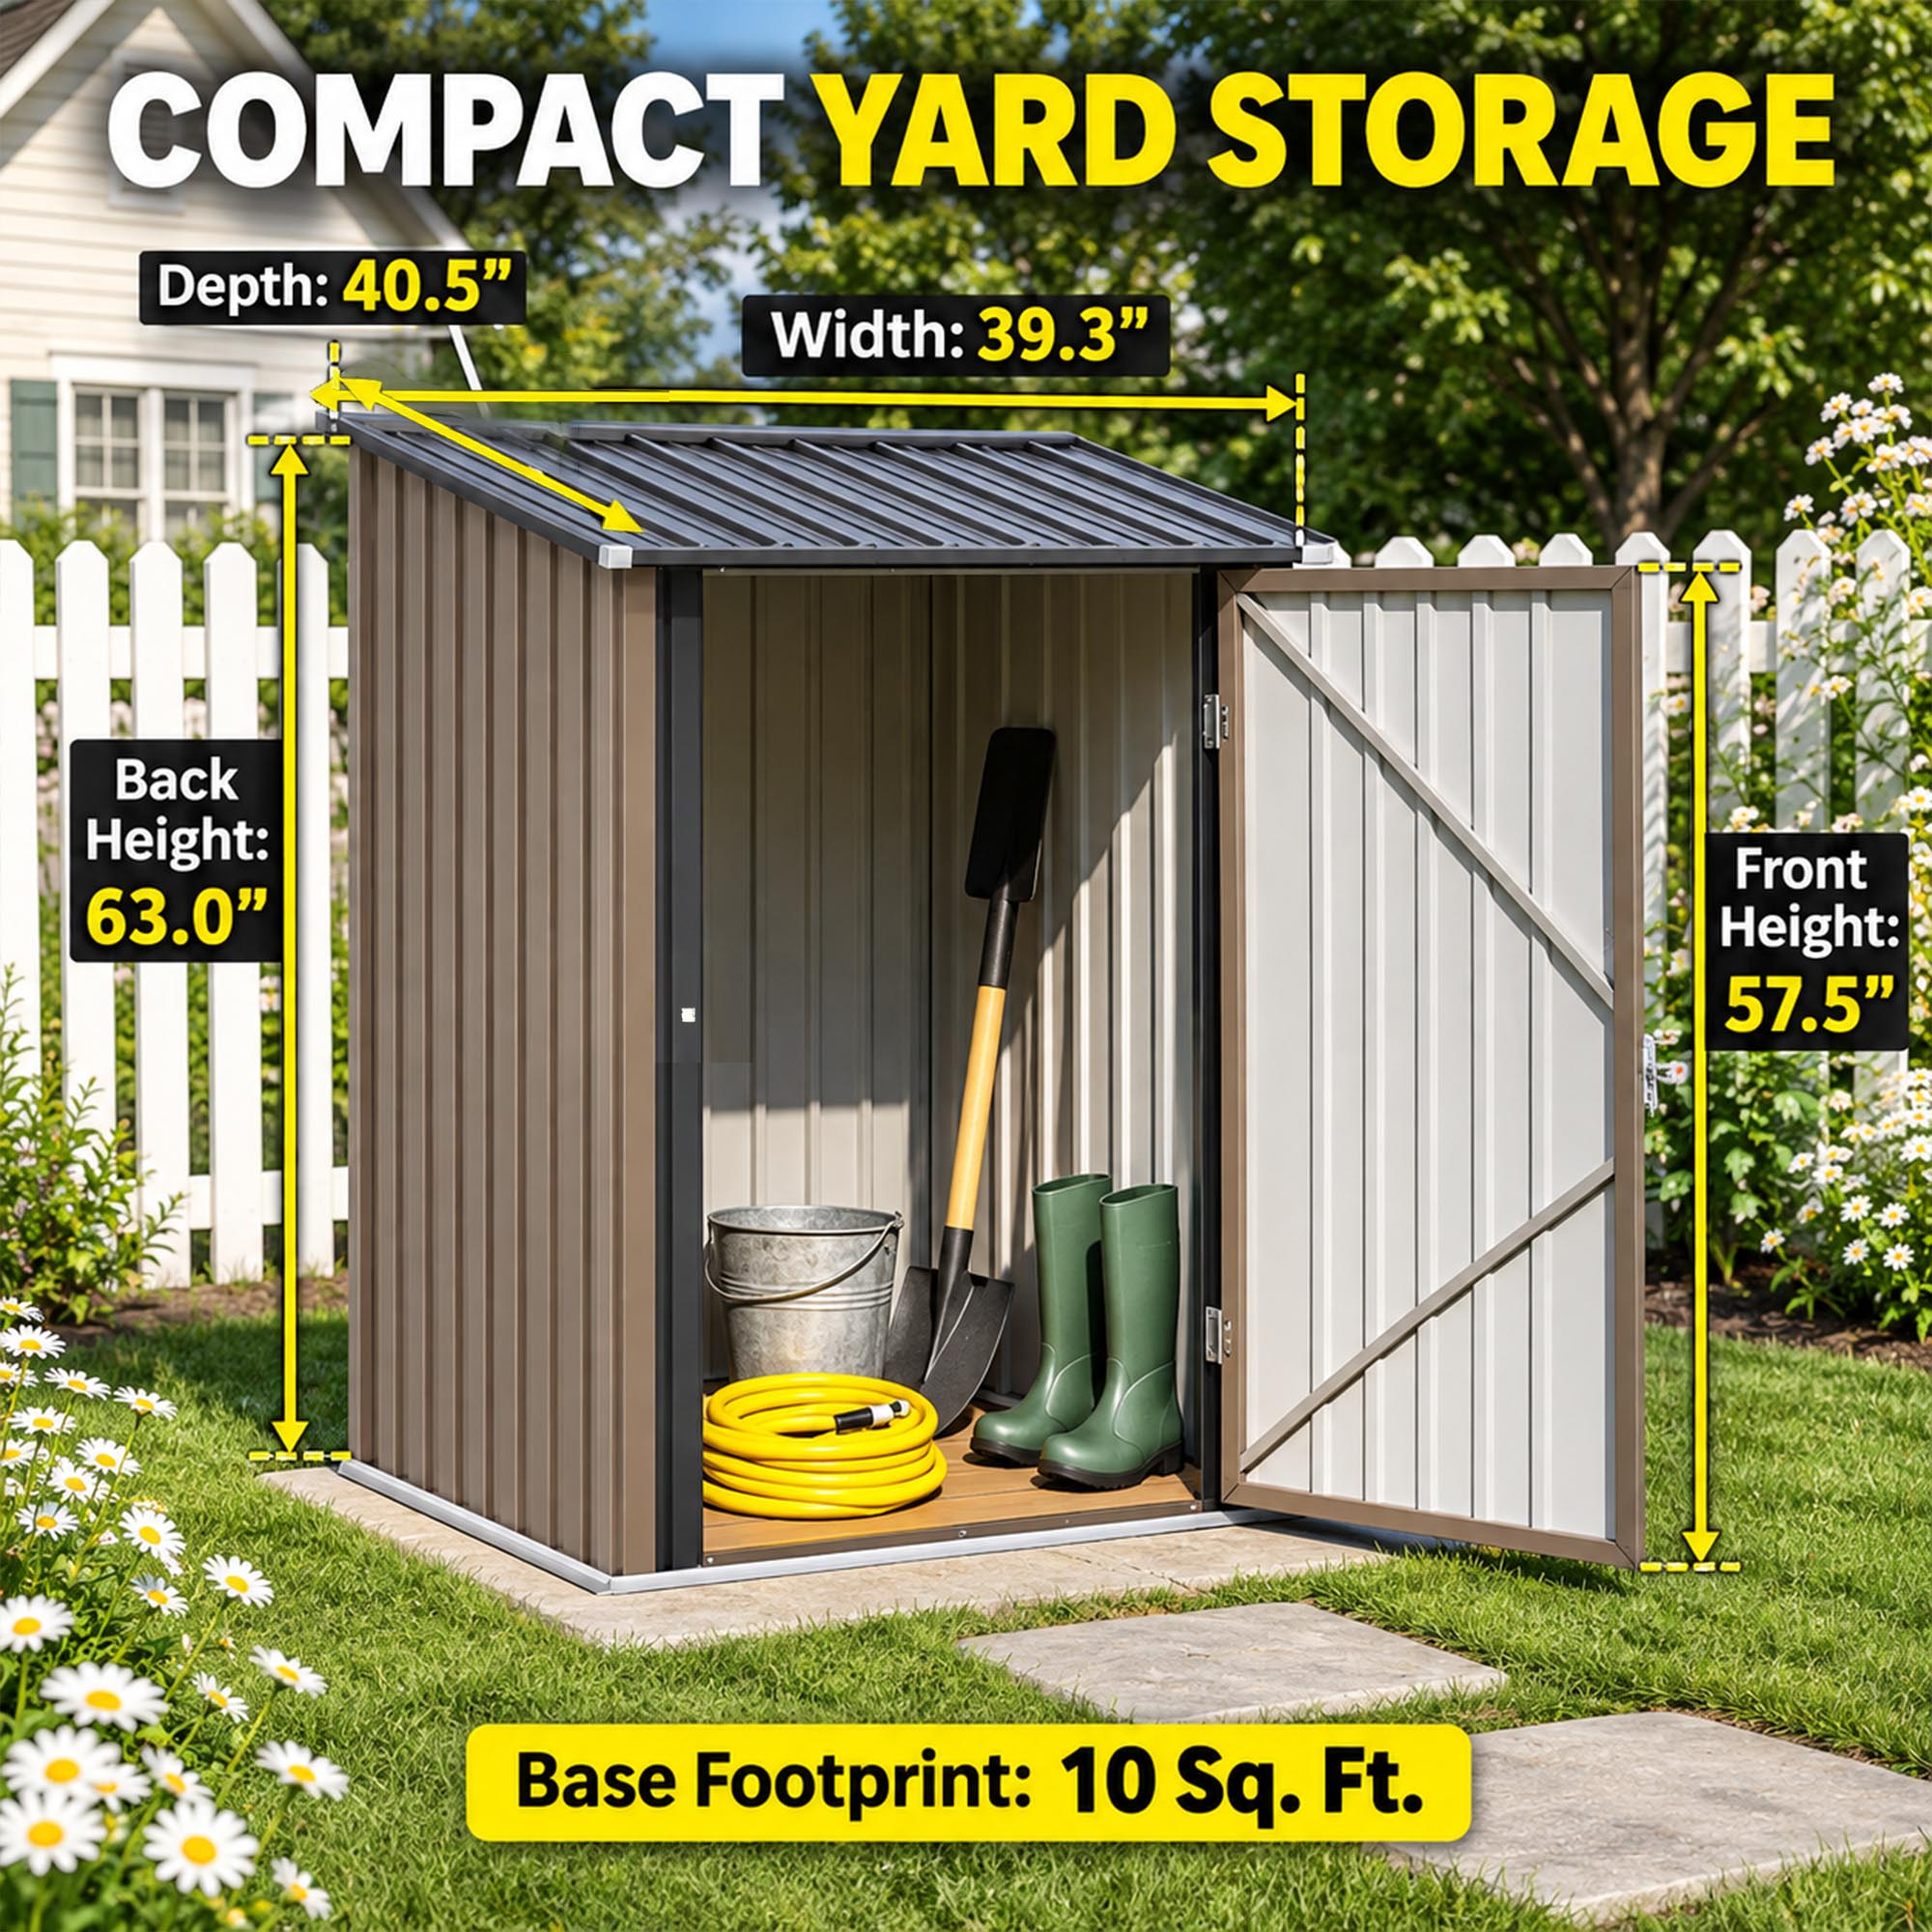 COMPACT YARD STORAGE
Depth: 40.5”
Width: 39.3”
Back
Height:
63.0”
Front
Height:
57.5”
Base Footprint: 10 Sq. Ft.